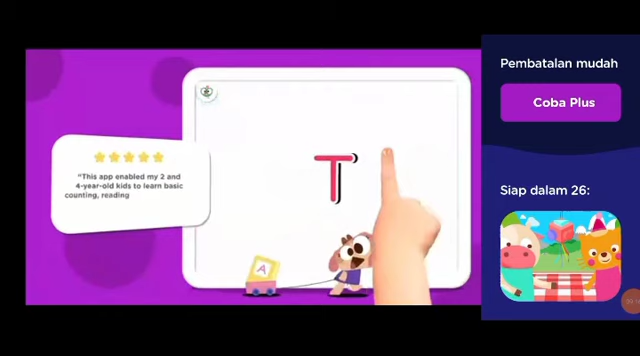 "This app enabled my 2 and
4-year-old kids to learn basic
counting, reading
T
A
Pembatalan mudah
Coba Plus
Siap dalam 26: